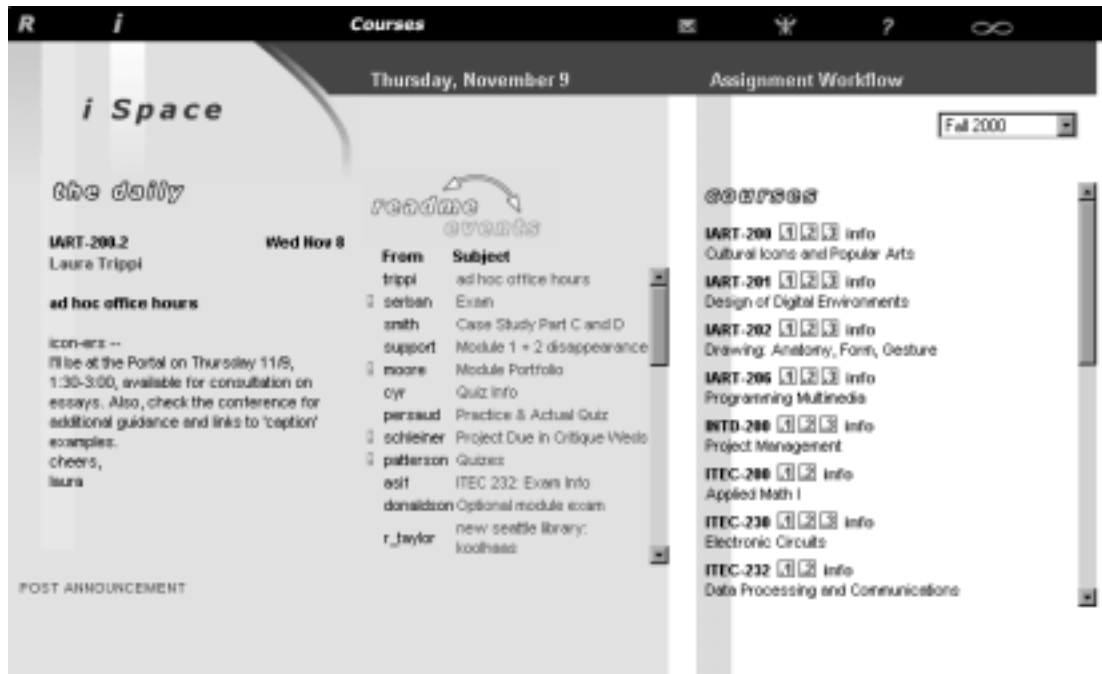 R i Courses ?
Thursday, November 9 Assignment Workflow
i Space
Fall 2000
the daily
IART-200.2 Wed Nov 8
Laura Trippi
ad hoc office hours
icon-ers --
I'll be at the Portal on Thursday 11/9,
1:30-3:00, available for consultation on
essays. Also, check the conference for
additional guidance and links to 'caption'
examples.
cheers,
laura
POST ANNOUNCEMENT
readme
events
From Subject
trippi ad hoc office hours
serban Exam
smith Case Study Part C and D
support Module 1 + 2 disappearance
moore Module Portfolio
cyr Quiz Info
persaud Practice & Actual Quiz
schleiner Project Due in Critique Weds
patterson Quizes
asif ITEC 232: Exam Info
donaldson Optional module exam
r_taylor new seattle library:
koolhaas
courses
IART-200 .1 .2 .3 info
Cultural Icons and Popular Arts
IART-201 .1 .2 .3 info
Design of Digital Environments
IART-202 .1 .2 .3 info
Drawing: Anatomy, Form, Gesture
IART-206 .1 .2 .3 info
Programming Multimedia
INTD-200 .1 .2 .3 info
Project Management
ITEC-200 .1 .2 info
Applied Math I
ITEC-230 .1 .2 .3 info
Electronic Circuits
ITEC-232 .1 .2 info
Data Processing and Communications